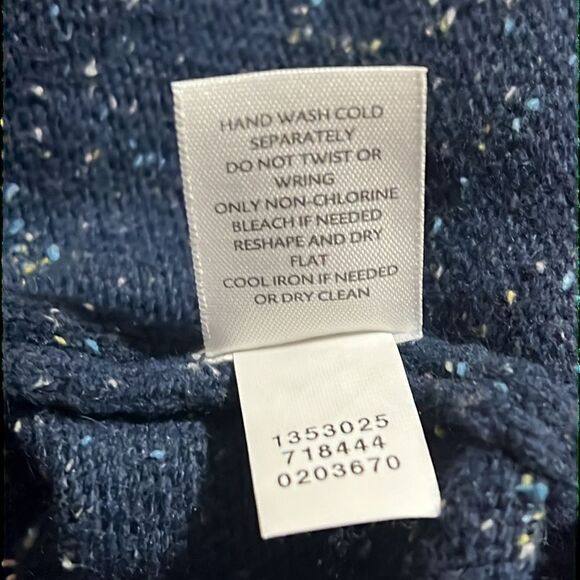 HAND WASH COLD
SEPARATELY
DO NOT TWIST OR
WRING
ONLY NON-CHLORINE
BLEACH IF NEEDED
RESHAPE AND DRY
FLAT
COOL IRON IF NEEDED
OR DRY CLEAN
1353025
718444
0203670